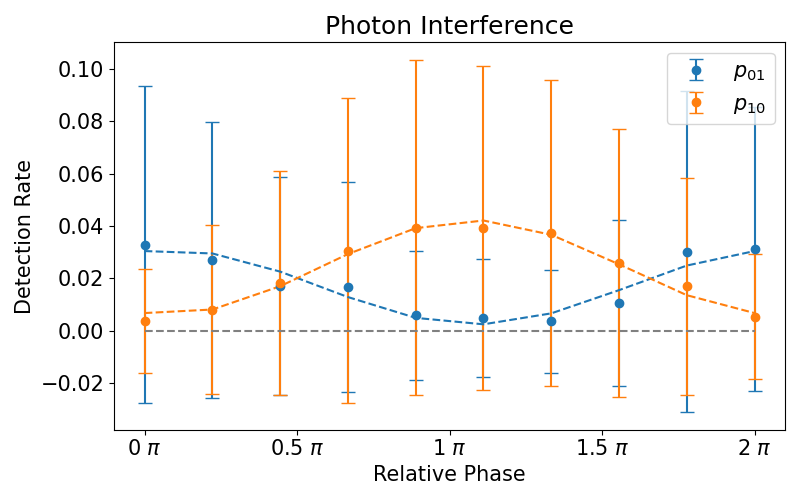 Photon Interference
Detection Rate
0.10
0.08
0.06
0.04
0.02
0.00
−0.02
p01
p10
0 π
0.5 π
1 π
1.5 π
2 π
Relative Phase